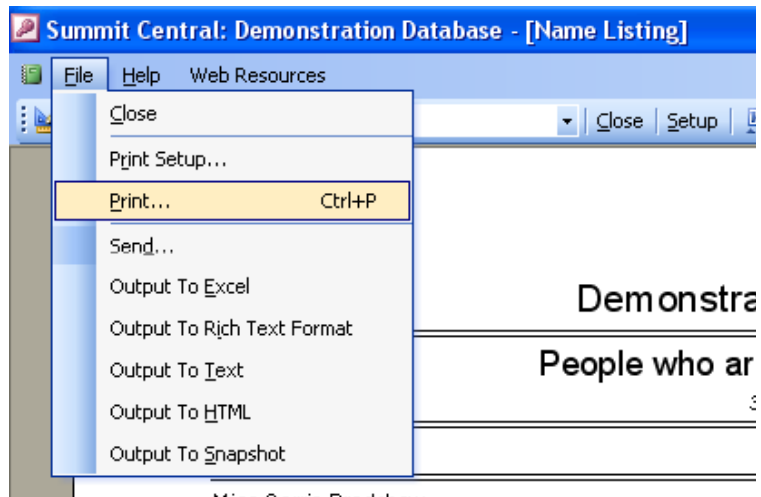 Summit Central: Demonstration Database - [Name Listing]
File Help Web Resources
Close Setup
Close
Print Setup...
Print... Ctrl+P
Send...
Output To Excel
Output To Rich Text Format
Output To Text
Output To HTML
Output To Snapshot
Demonstra
People who ar
3